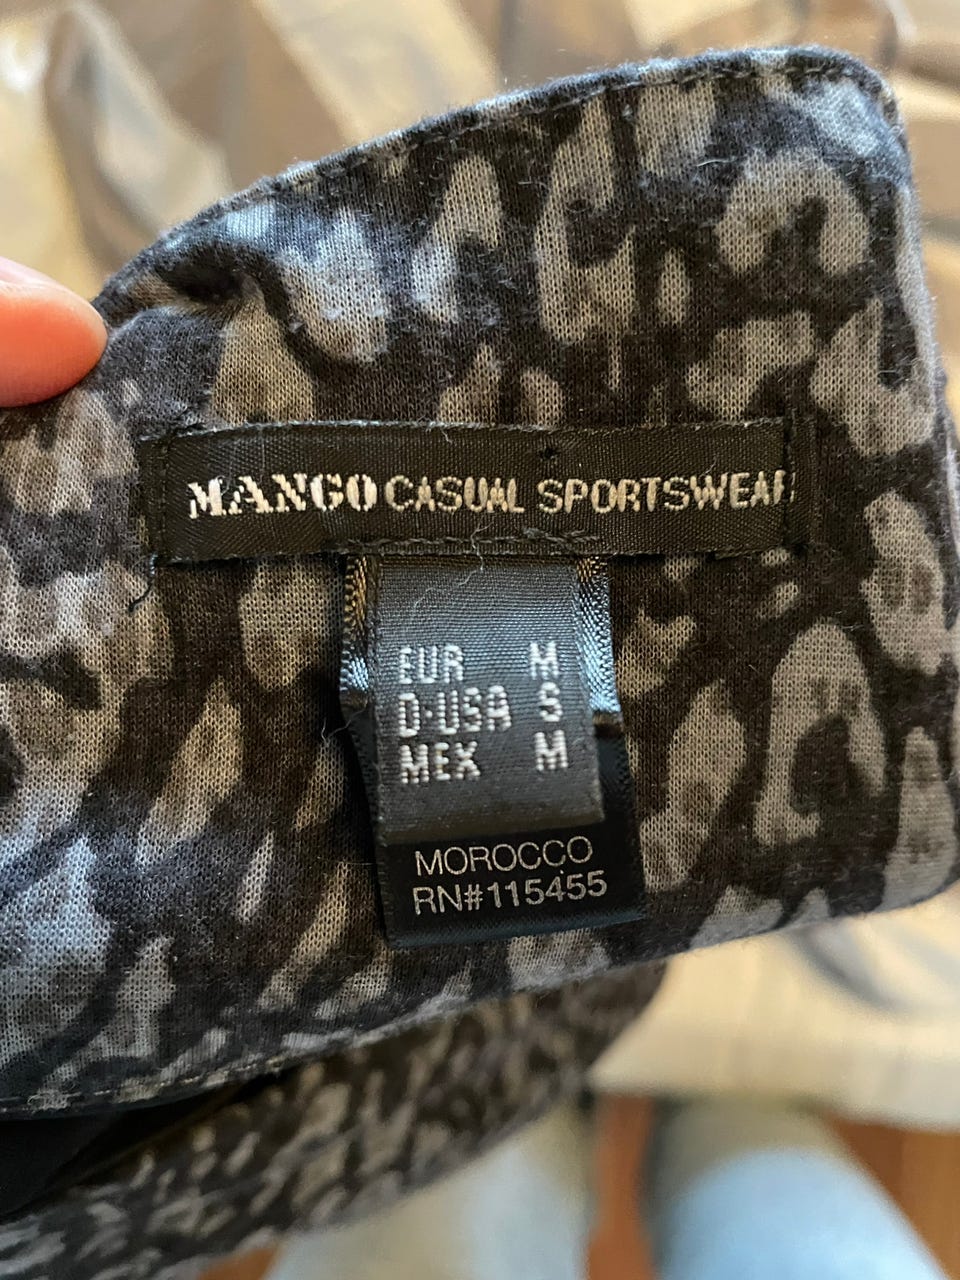 MANGO CASUAL SPORTSWEAR
EUR M
D·USA S
MEX M
MOROCCO
RN#115455